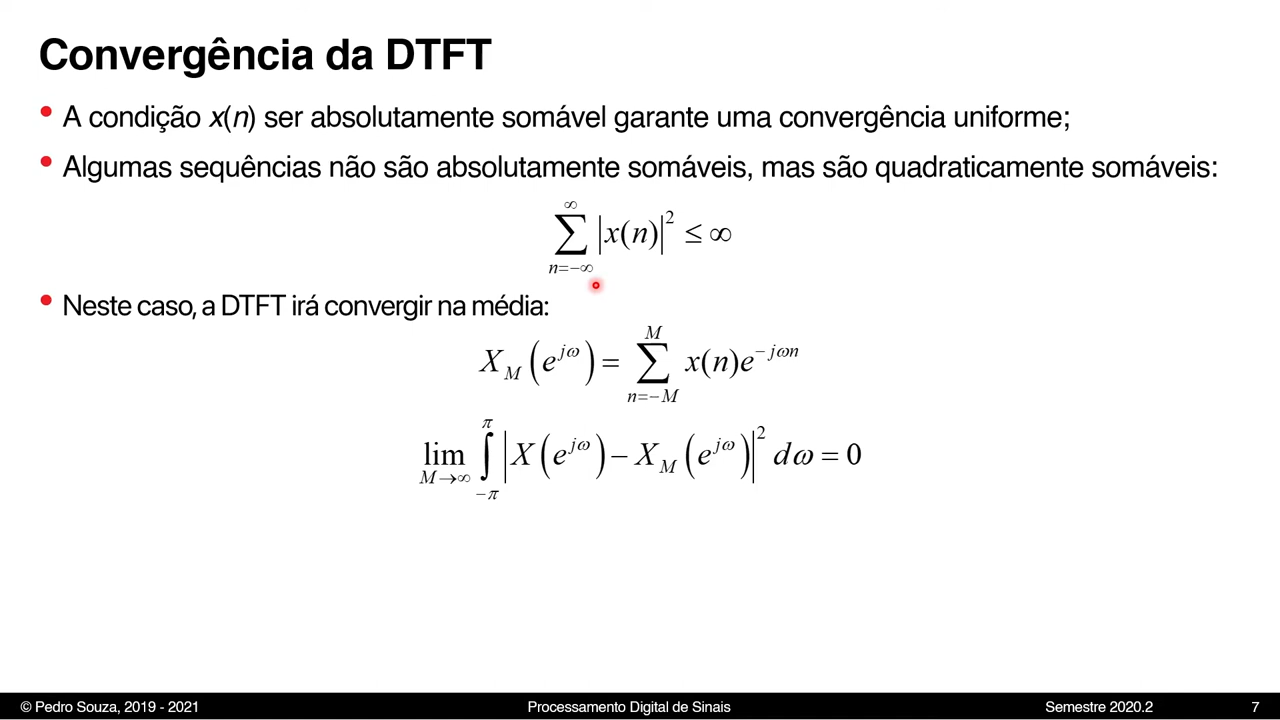 Convergência da DTFT
• A condição x(n) ser absolutamente somável garante uma convergência uniforme;
• Algumas sequências não são absolutamente somáveis, mas são quadraticamente somáveis:
∑_{n=−∞}^{∞} |x(n)|² ≤ ∞
• Neste caso, a DTFT irá convergir na média:
X_M(e^{jω}) = ∑_{n=−M}^{M} x(n)e^{−jωn}
lim_{M→∞} ∫_{−π}^{π} |X(e^{jω}) − X_M(e^{jω})|² dω = 0
© Pedro Souza, 2019 - 2021 Processamento Digital de Sinais Semestre 2020.2 7